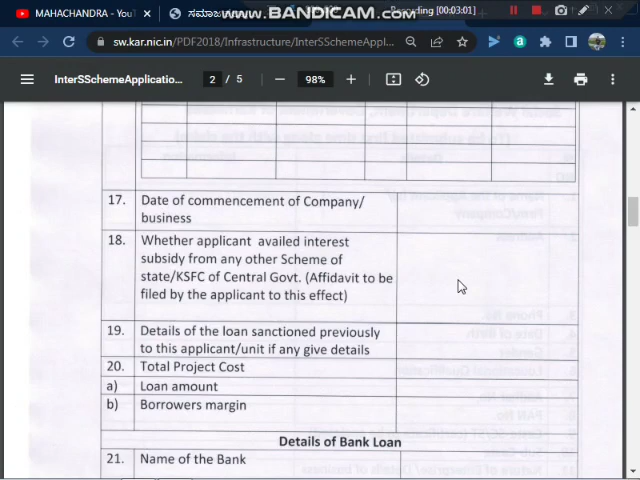 MAHACHANDRA - YouT
ಸಮಾಜ
www.BANDICAM.com
Recording [00:03:01]
sw.kar.nic.in/PDF2018/Infrastructure/InterSSchemeAppl...
InterSSchemeApplicatio...
2 / 5
98%
17. Date of commencement of Company/
business
18. Whether applicant availed interest
subsidy from any other Scheme of
state/KSFC of Central Govt. (Affidavit to be
filed by the applicant to this effect)
19. Details of the loan sanctioned previously
to this applicant/unit if any give details
20. Total Project Cost
a) Loan amount
b) Borrowers margin
Details of Bank Loan
21. Name of the Bank